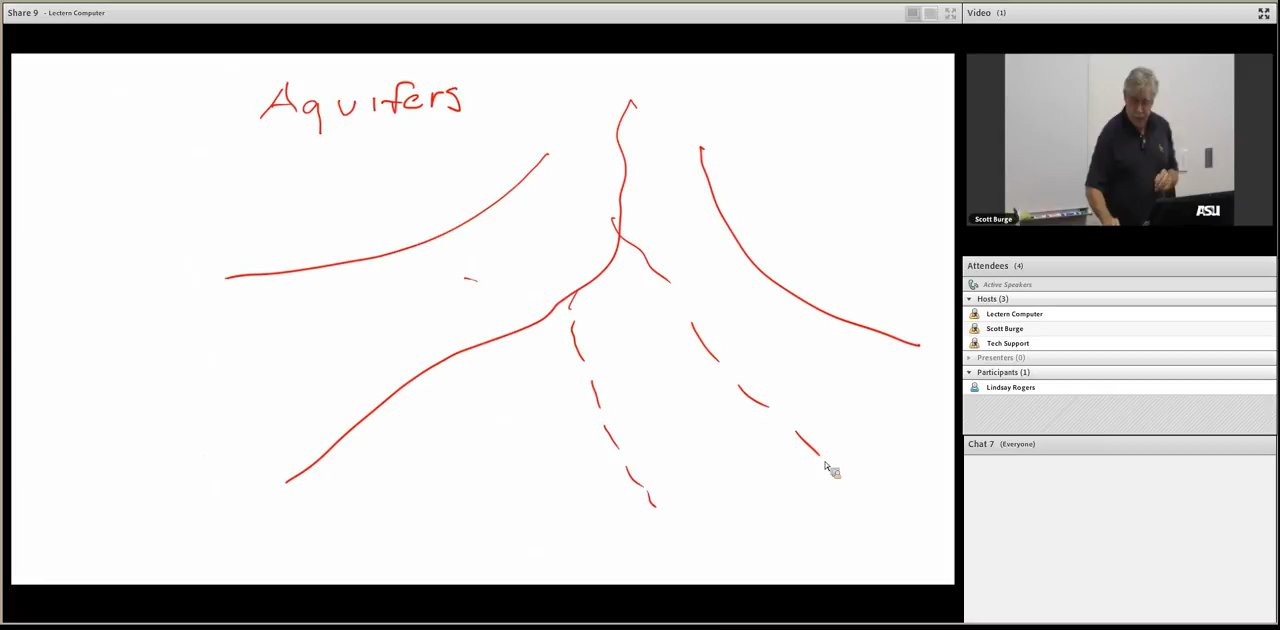 Share 9 - Lectern Computer
Video (1)
Aquifers
Scott Burge
ASU
Attendees (4)
Active Speakers
Hosts (3)
Lectern Computer
Scott Burge
Tech Support
Presenters (0)
Participants (1)
Lindsay Rogers
Chat 7 (Everyone)